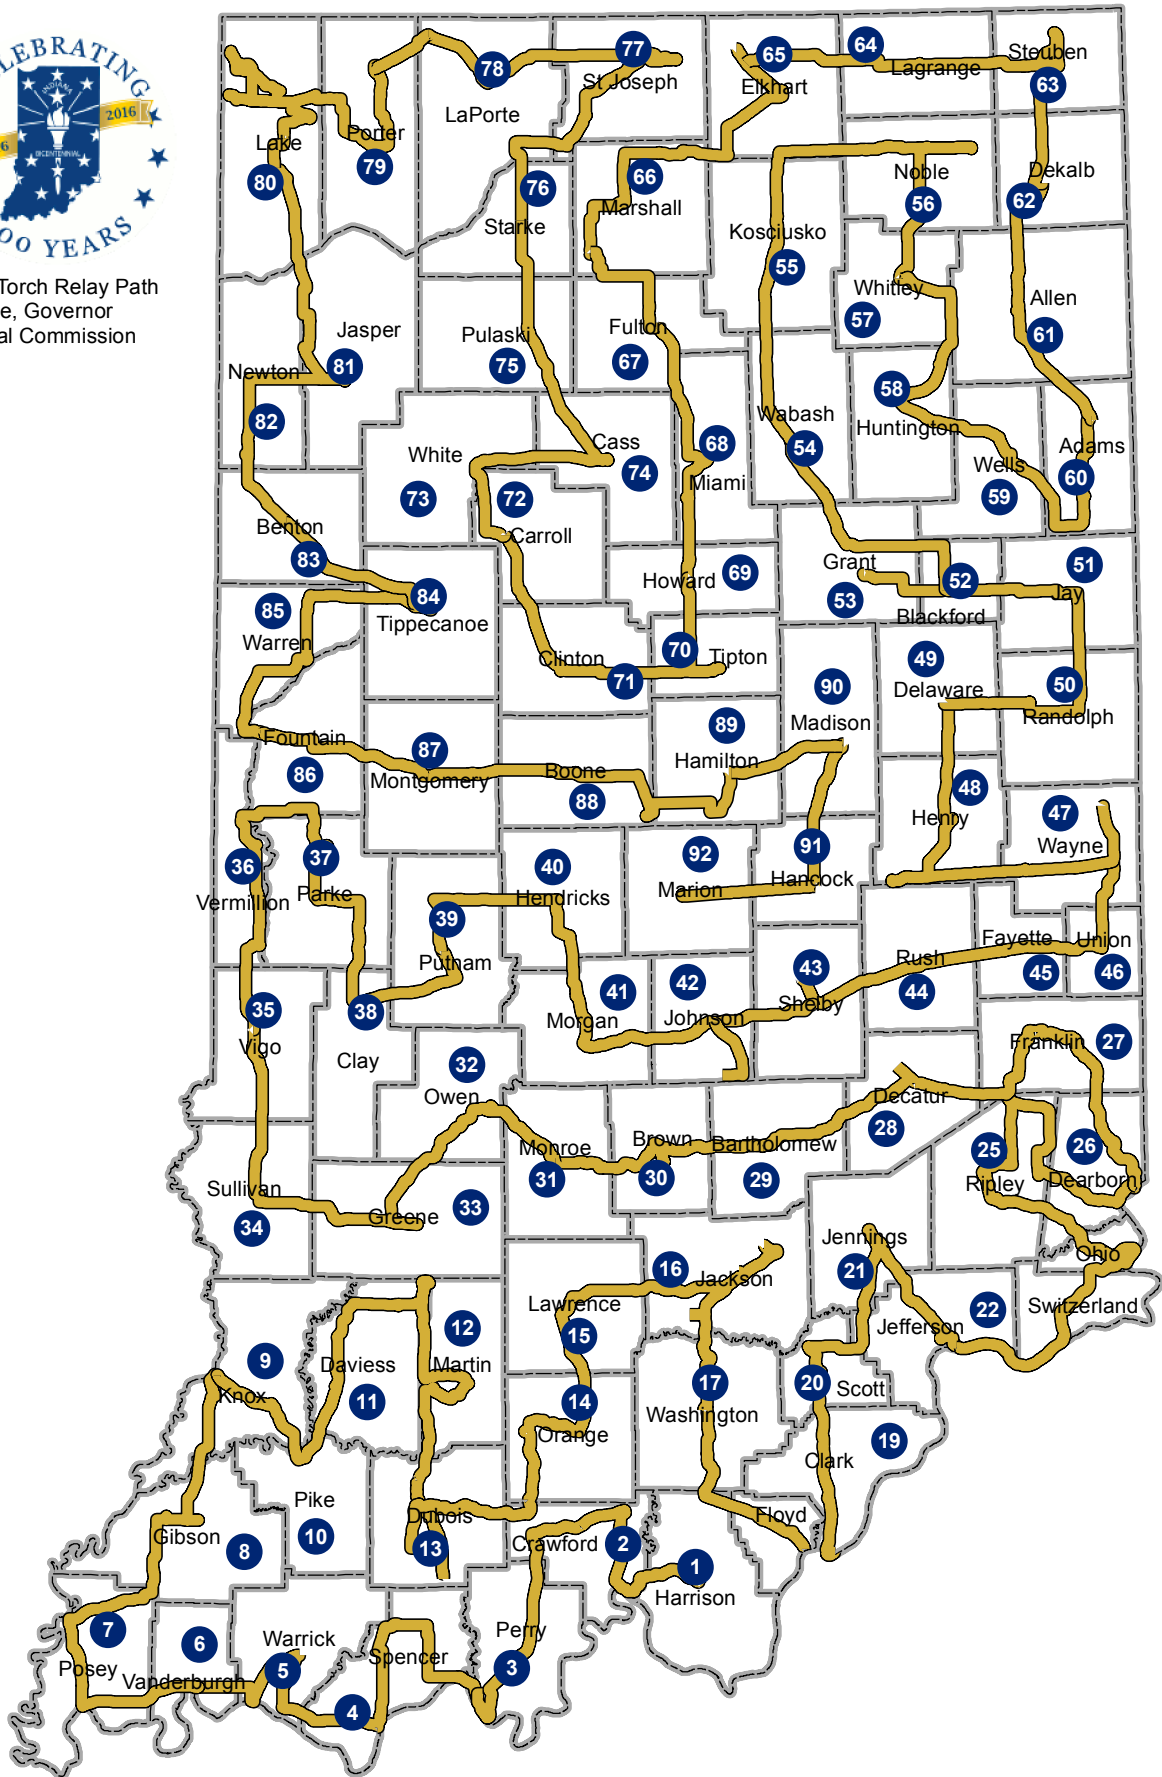 LEBRATING
INDIANA
2016
6
BICENTENNIAL
00 YEARS
Torch Relay Path
e, Governor
al Commission
77
65
64
Steuben
78
St Joseph
Elkhart
Lagrange
63
LaPorte
Lake
Porter
79
80
76
66
Noble
Dekalb
62
56
Starke
Marshall
Kosciusko
55
Whitley
57
Allen
61
Jasper
Pulaski
Fulton
75
67
81
Newton
82
58
Huntington
Wabash
54
White
Cass
68
Adams
73
72
74
Miami
Wells
59
60
Benton
83
Carroll
Grant
53
52
51
Howard
69
Jay
84
85
Tippecanoe
Blackford
Warren
Clinton
71
70
Tipton
49
90
Delaware
50
Randolph
Madison
Fountain
86
87
Montgomery
Boone
88
89
Hamilton
48
Henry
47
Wayne
36
37
40
92
91
Vermillion
Parke
Hendricks
Marion
Hancock
39
Putnam
Rush
Fayette
Union
35
38
41
42
43
44
45
46
Vigo
Morgan
Johnson
Shelby
Clay
32
Owen
Franklin
27
Decatur
28
Monroe
31
Brown
30
Bartholomew
29
25
26
Ripley
Dearborn
Sullivan
34
Greene
33
Jennings
21
Ohio
16
Jackson
Lawrence
15
22
Switzerland
Jefferson
12
9
Daviess
11
Martin
Knox
14
Orange
17
Washington
20
Scott
19
Clark
Pike
10
Dubois
13
Floyd
Gibson
8
Crawford
2
1
Harrison
7
6
Warrick
5
Perry
3
Posey
Vanderburgh
Spencer
4